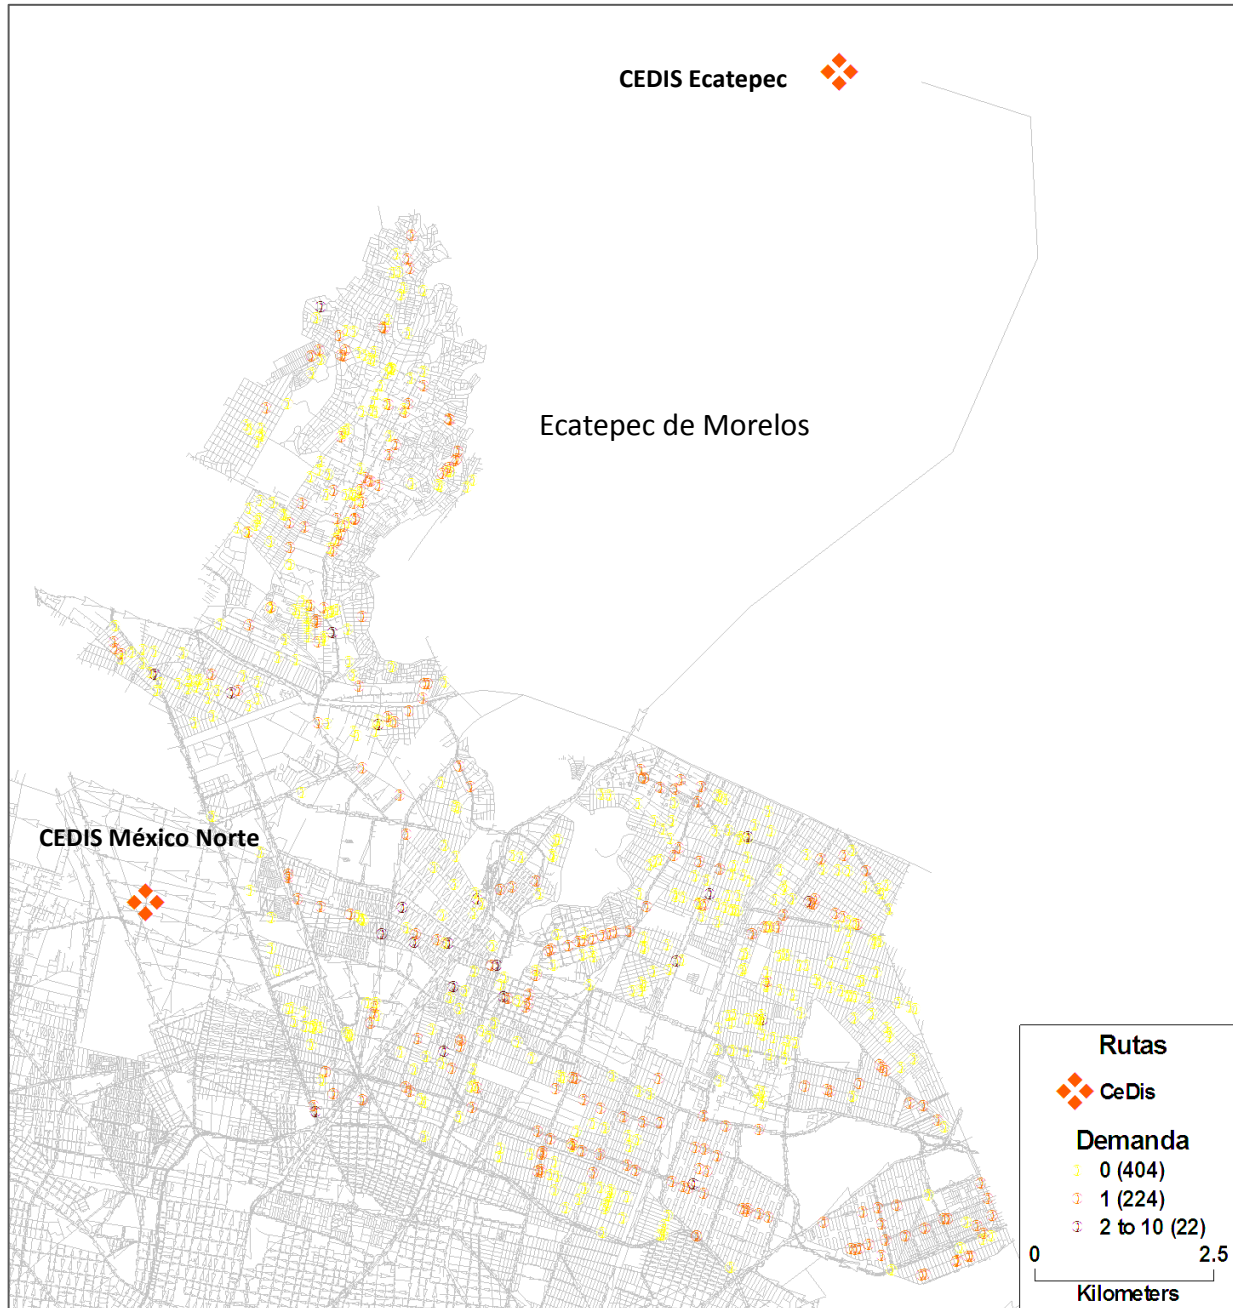 CEDIS Ecatepec
Ecatepec de Morelos
CEDIS México Norte
Rutas
CeDis
Demanda
0 (404)
1 (224)
2 to 10 (22)
0 2.5
Kilometers